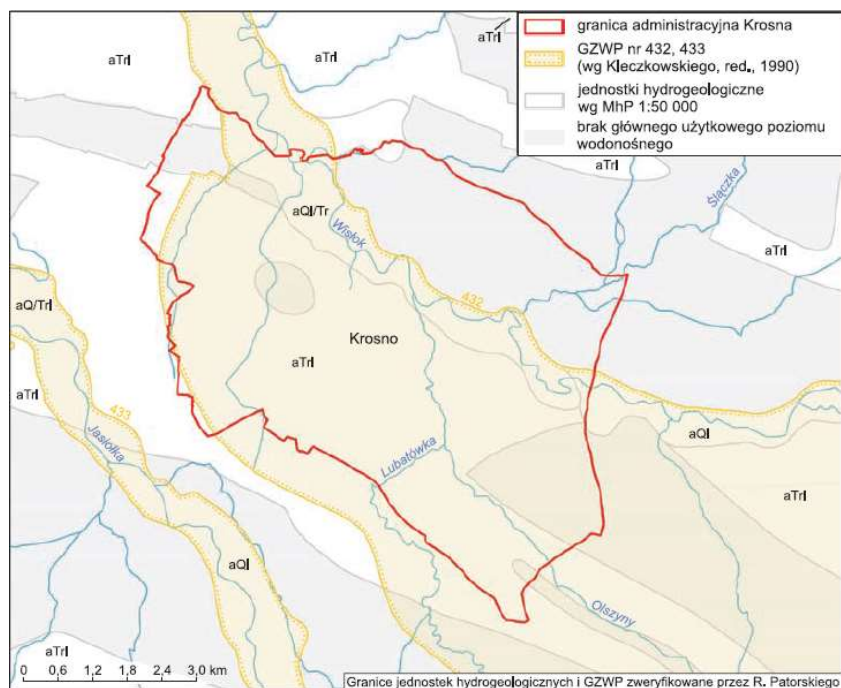 granica administracyjna Krosna
GZWP nr 432, 433
(wg Kleczkowskiego, red., 1990)
jednostki hydrogeologiczne
wg MhP 1:50 000
brak głównego użytkowego poziomu
wodonośnego
aTrI
aTrI
aTrI
aTrI
Ślączka
aTrI
aQI/Tr
Wisłok
432
aQ/TrI
Krosno
aTrI
aTrI
433
Jasiołka
Lubatówka
aQI
aTrI
aQI
Olszyny
aTrI
0 0,6 1,2 2,4 3,0 km
Granice jednostek hydrogeologicznych i GZWP zweryfikowane przez R. Patorskiego